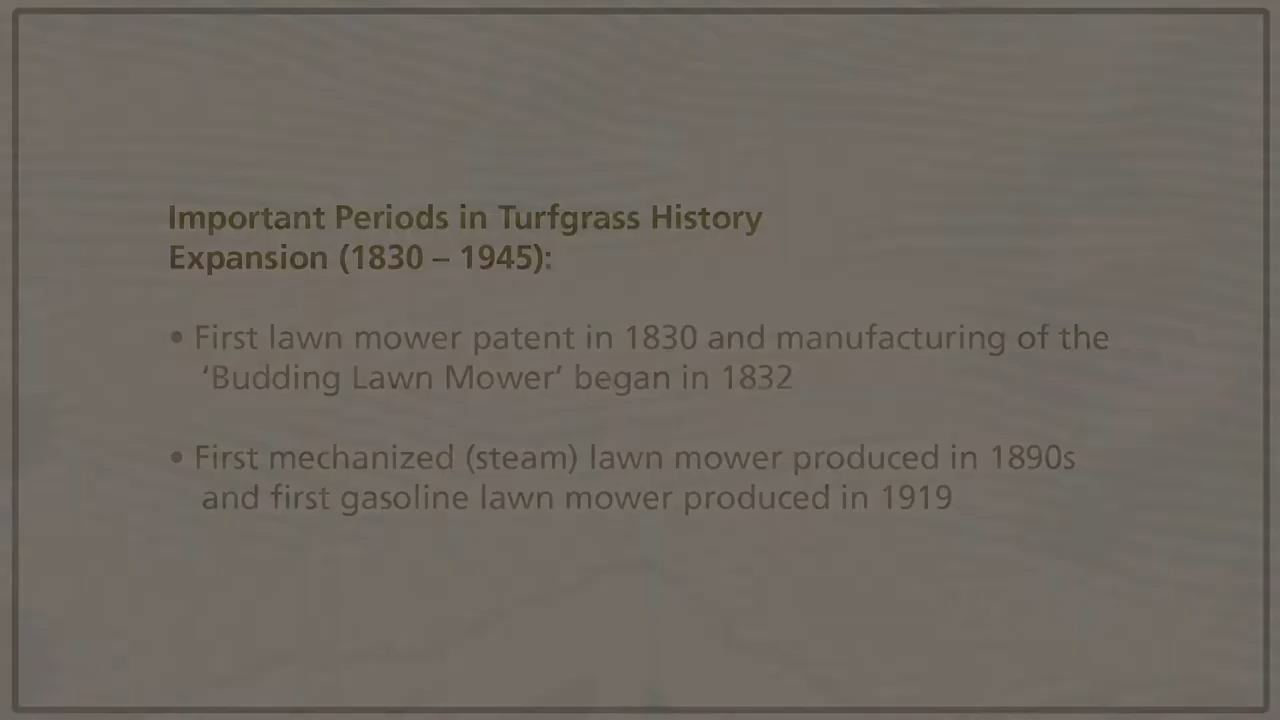 Important Periods in Turfgrass History
Expansion (1830 – 1945):
• First lawn mower patent in 1830 and manufacturing of the
‘Budding Lawn Mower’ began in 1832
• First mechanized (steam) lawn mower produced in 1890s
and first gasoline lawn mower produced in 1919